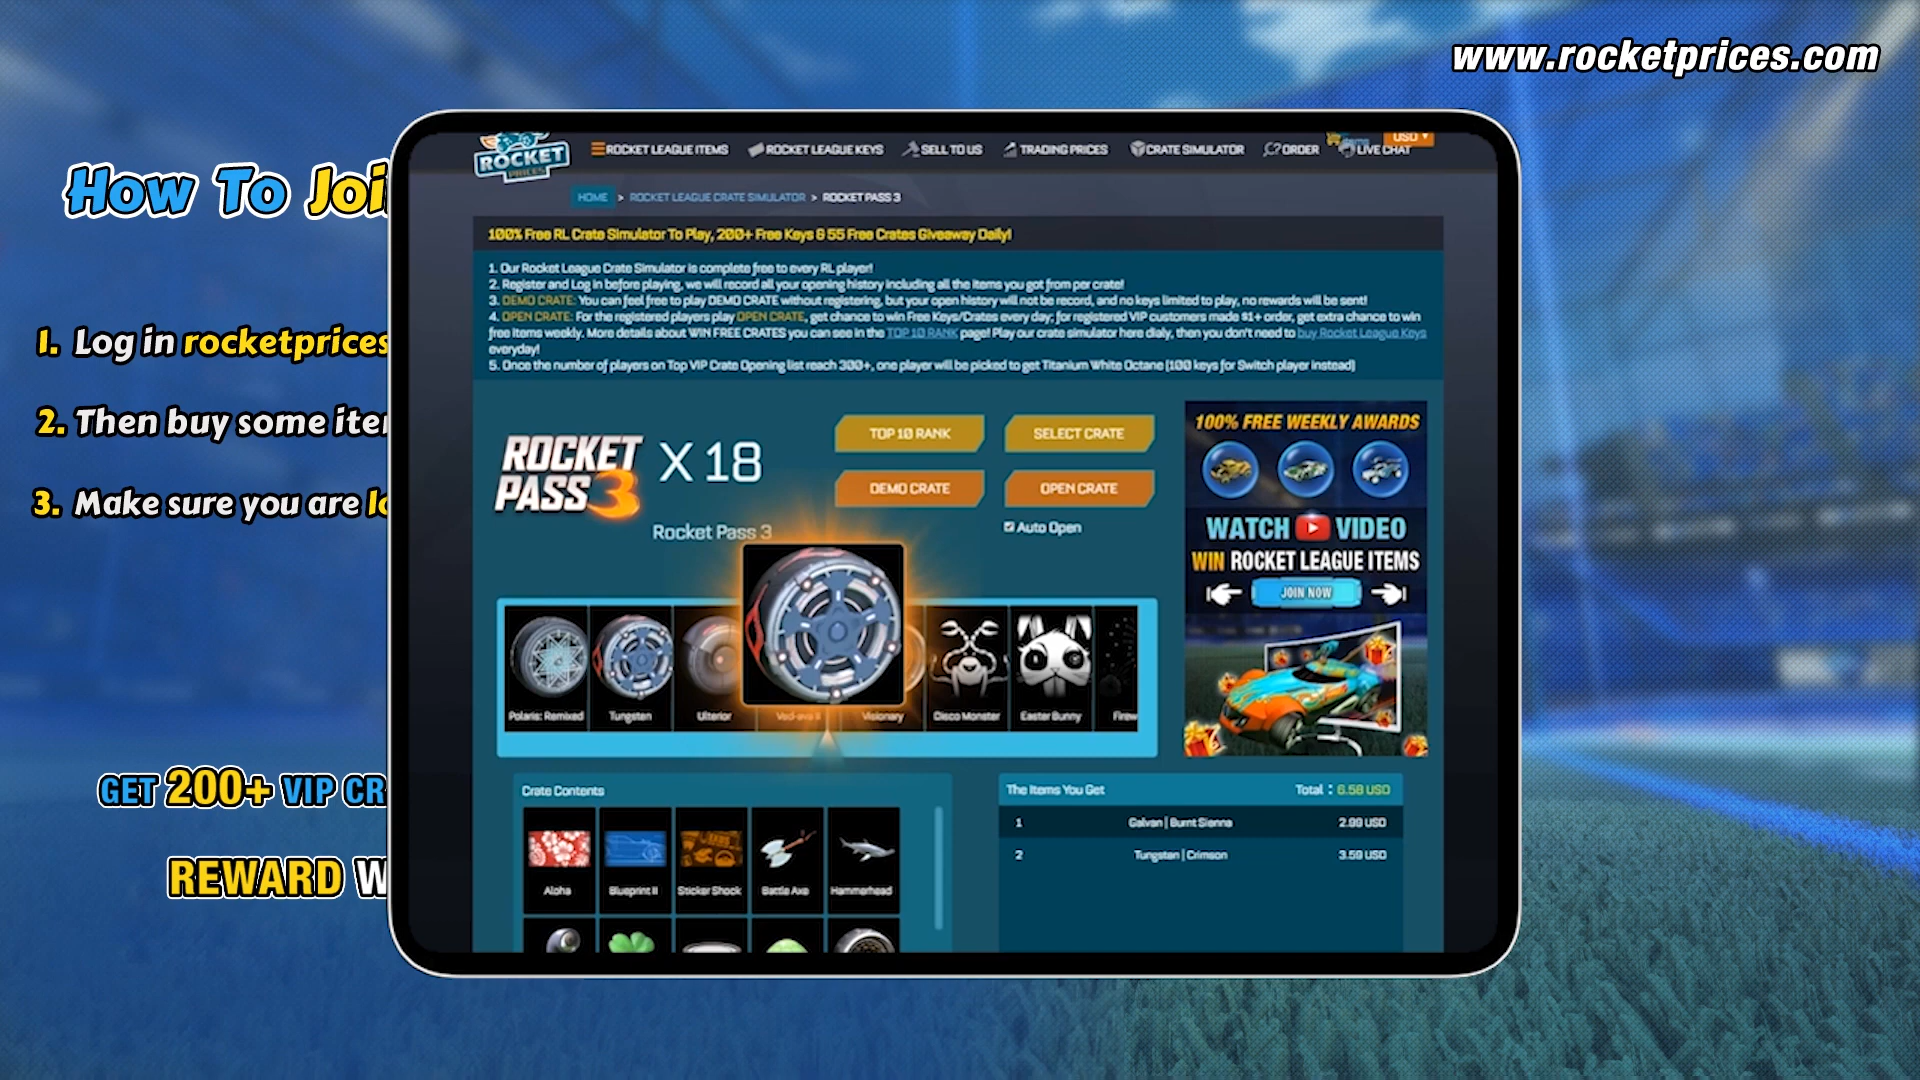 www.rocketprices.com
How To Joi
1. Log in rocketprices
2. Then buy some ite
3. Make sure you are lo
GET 200+ VIP CR
REWARD W
ROCKET
PRICES
ROCKET LEAGUE ITEMS
ROCKET LEAGUE KEYS
SELL TO US
TRADING PRICES
CRATE SIMULATOR
ORDER
LIVE CHAT
USD
HOME > ROCKET LEAGUE CRATE SIMULATOR > ROCKET PASS 3
100% Free RL Crate Simulator To Play, 200+ Free Keys & 55 Free Crates Giveaway Daily!
1. Our Rocket League Crate Simulator is complete free to every RL player!
2. Register and Log in before playing, we will record all your opening history including all the items you got from per crate!
3. DEMO CRATE: You can feel free to play DEMO CRATE without registering, but your open history will not be record, and no keys limited to play, no rewards will be sent!
4. OPEN CRATE: For the registered players play OPEN CRATE, get chance to win Free Keys/Crates every day; for registered VIP customers made $1+ order, get extra chance to win
free items weekly. More details about WIN FREE CRATES you can see in the TOP 10 RANK page! Play our crate simulator here dialy, then you don't need to buy Rocket League Keys
everyday!
5. Once the number of players on Top VIP Crate Opening list reach 300+, one player will be picked to get Titanium White Octane (100 keys for Switch player instead)
ROCKET
PASS 3
X 18
Rocket Pass 3
TOP 10 RANK
SELECT CRATE
DEMO CRATE
OPEN CRATE
Auto Open
100% FREE WEEKLY AWARDS
WATCH VIDEO
WIN ROCKET LEAGUE ITEMS
JOIN NOW
Polaris: Remixed
Tungsten
Ulterior
Visionary
Disco Monster
Easter Bunny
Firew
Crate Contents
Aloha
Blueprint II
Sticker Shock
Battle Axe
Hammerhead
The Items You Get
Total : 6.58 USD
1 Galvan | Burnt Sienna 2.99 USD
2 Tungsten | Crimson 3.59 USD